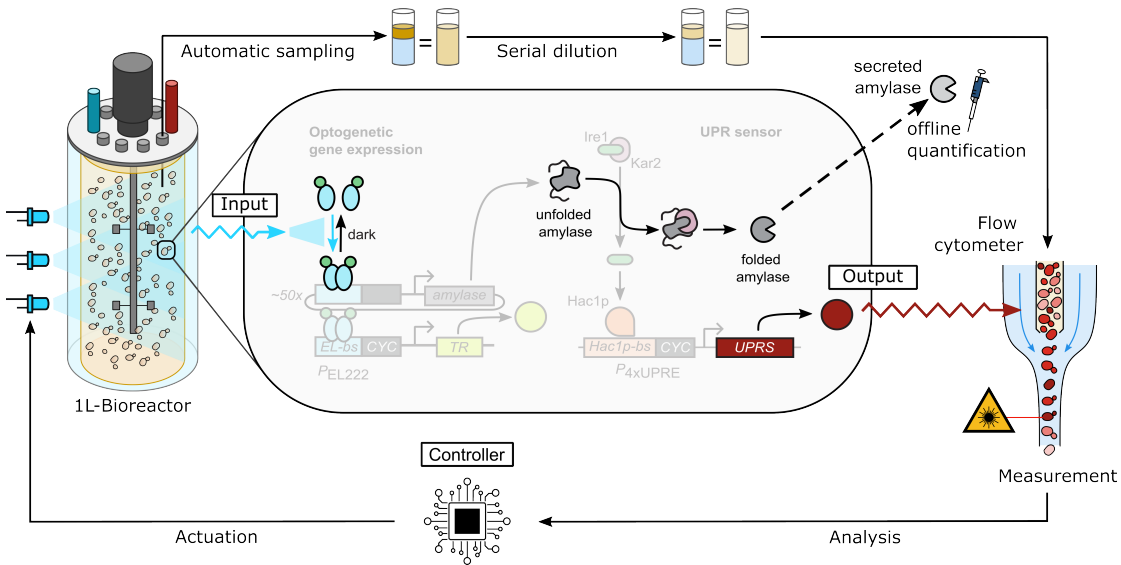 Automatic sampling
=
Serial dilution
=
secreted
amylase
offline
quantification
Optogenetic
gene expression
UPR sensor
Ire1
Kar2
Input
dark
unfolded
amylase
folded
amylase
Flow
cytometer
Output
~50x
amylase
Hac1p
EL-bs
CYC
TR
Hac1p-bs
CYC
UPRS
PEL222
P4xUPRE
1L-Bioreactor
Controller
Measurement
Actuation
Analysis